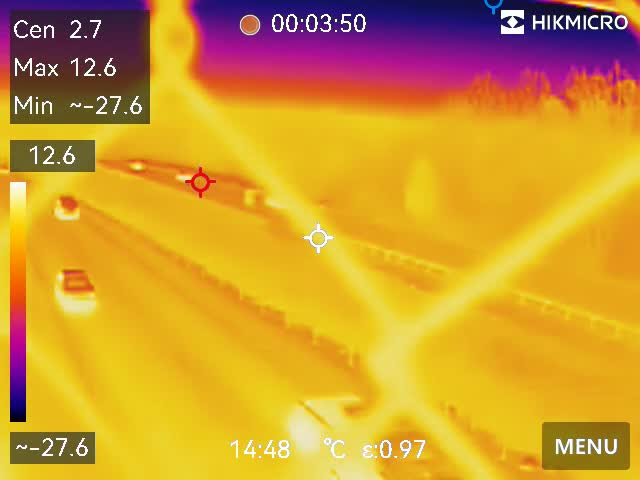 Cen 2.7
Max 12.6
Min ~-27.6
00:03:50
HIKMICRO
12.6
~-27.6
14:48 ℃ ε:0.97
MENU